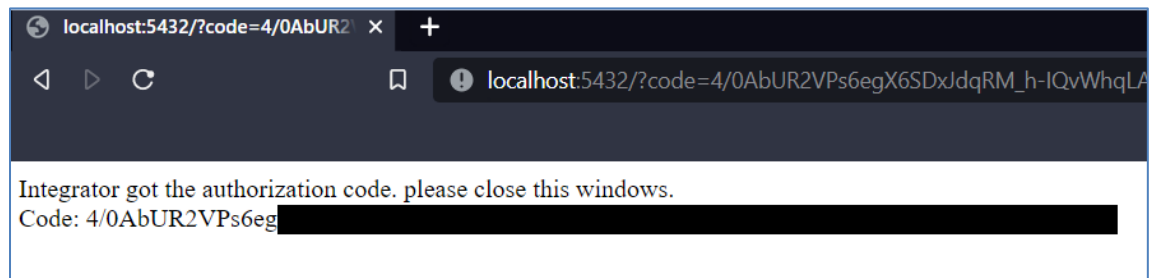 localhost:5432/?code=4/0AbUR2
localhost:5432/?code=4/0AbUR2VPs6egX6SDxJdqRM_h-IQvWhqLA
Integrator got the authorization code. please close this windows.
Code: 4/0AbUR2VPs6eg